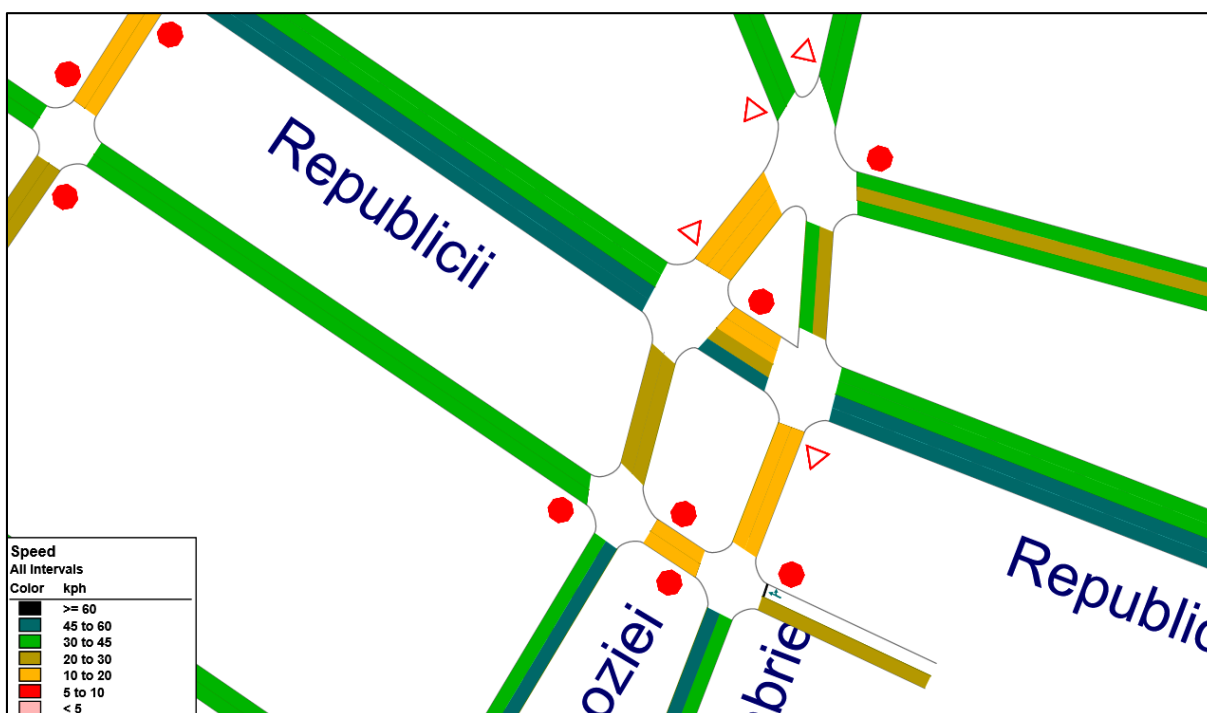 Republicii
Republic
oziei
brie
Speed
All Intervals
Color kph
>= 60
45 to 60
30 to 45
20 to 30
10 to 20
5 to 10
< 5